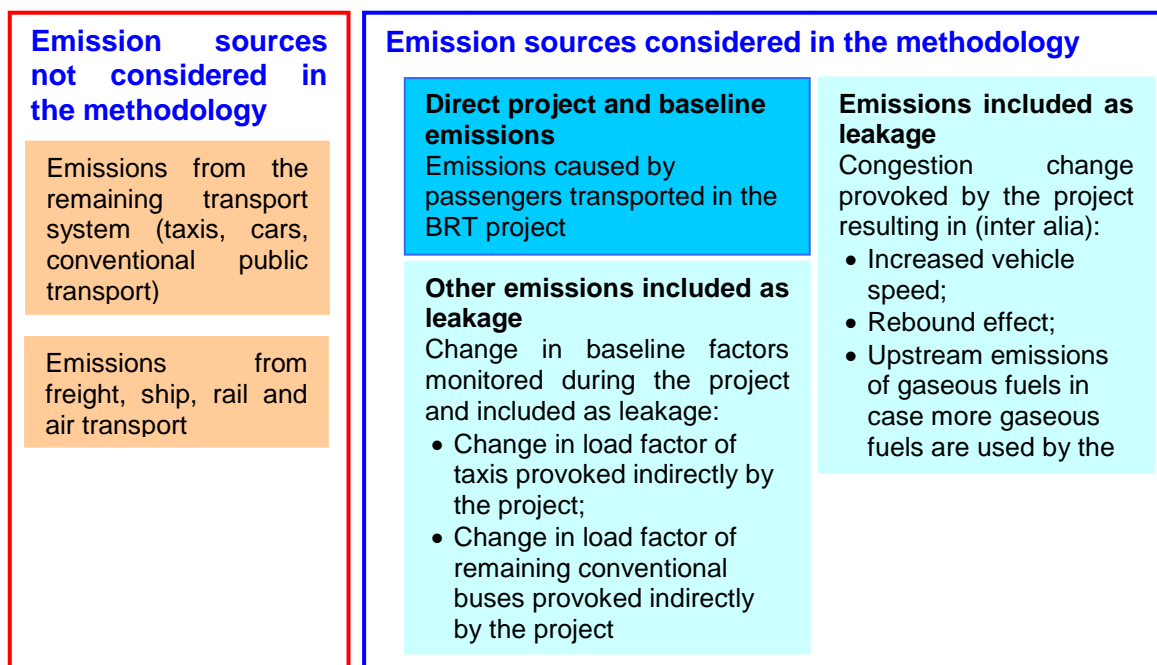 Emission sources
not considered in
the methodology
Emissions from the
remaining transport
system (taxis, cars,
conventional public
transport)
Emissions from
freight, ship, rail and
air transport
Emission sources considered in the methodology
Direct project and baseline
emissions
Emissions caused by
passengers transported in the
BRT project
Other emissions included as
leakage
Change in baseline factors
monitored during the project
and included as leakage:
• Change in load factor of
taxis provoked indirectly by
the project;
• Change in load factor of
remaining conventional
buses provoked indirectly
by the project
Emissions included as
leakage
Congestion change
provoked by the project
resulting in (inter alia):
• Increased vehicle
speed;
• Rebound effect;
• Upstream emissions
of gaseous fuels in
case more gaseous
fuels are used by the